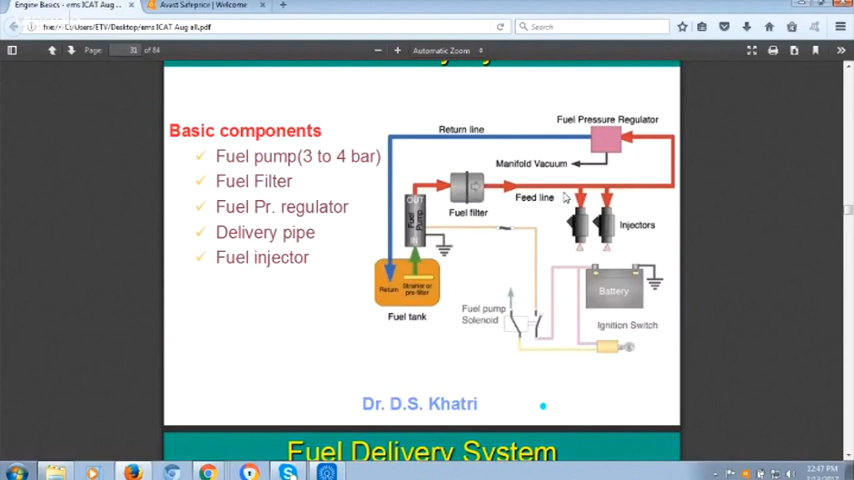 Engine Basics - ems ICAT Aug ...
Avast Safeprice | Welcome
file:///C:/Users/ETV/Desktop/ems ICAT Aug all.pdf
Search
Page:
31
of 84
Automatic Zoom
Basic components
Fuel pump(3 to 4 bar)
Fuel Filter
Fuel Pr. regulator
Delivery pipe
Fuel injector
Fuel Pressure Regulator
Return line
Manifold Vacuum
Feed line
OUT
Fuel Pump
IN
Fuel filter
Injectors
Return
Strainer or
pre-filter
Fuel tank
Battery
Fuel pump
Solenoid
Ignition Switch
Dr. D.S. Khatri
Fuel Delivery System
12:47 PM